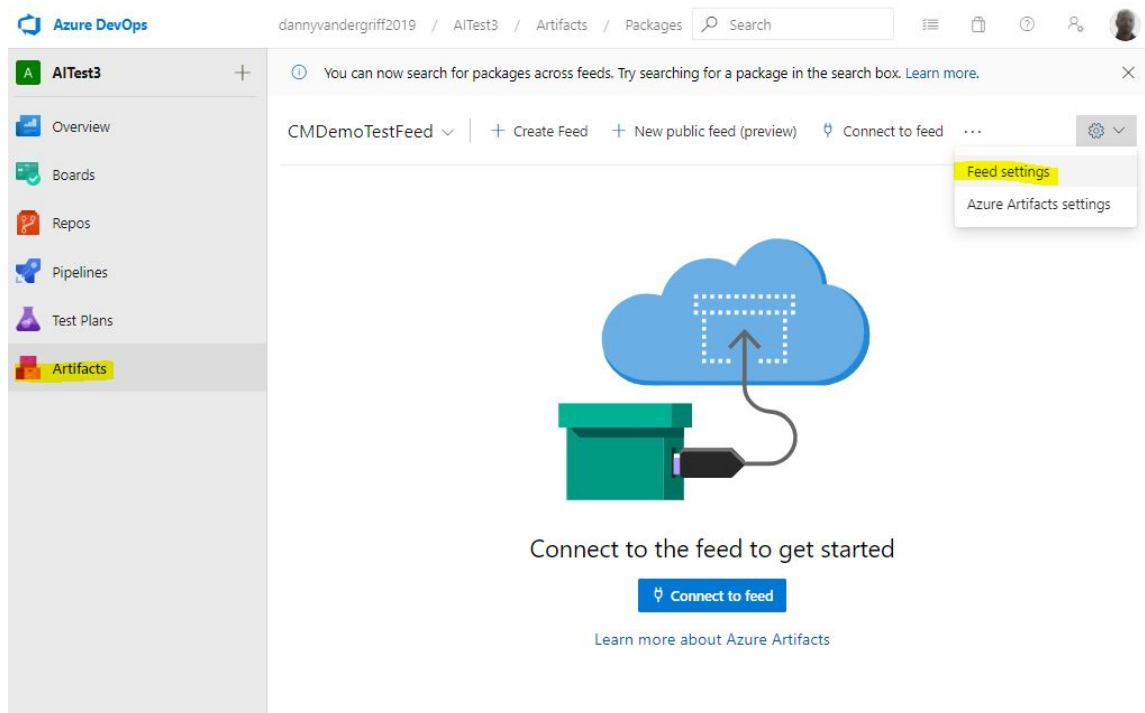 Azure DevOps
dannyvandergriff2019 / AITest3 / Artifacts / Packages
Search
A AITest3
You can now search for packages across feeds. Try searching for a package in the search box. Learn more.
Overview
Boards
Repos
Pipelines
Test Plans
Artifacts
CMDemoTestFeed
Create Feed
New public feed (preview)
Connect to feed
Feed settings
Azure Artifacts settings
Connect to the feed to get started
Connect to feed
Learn more about Azure Artifacts